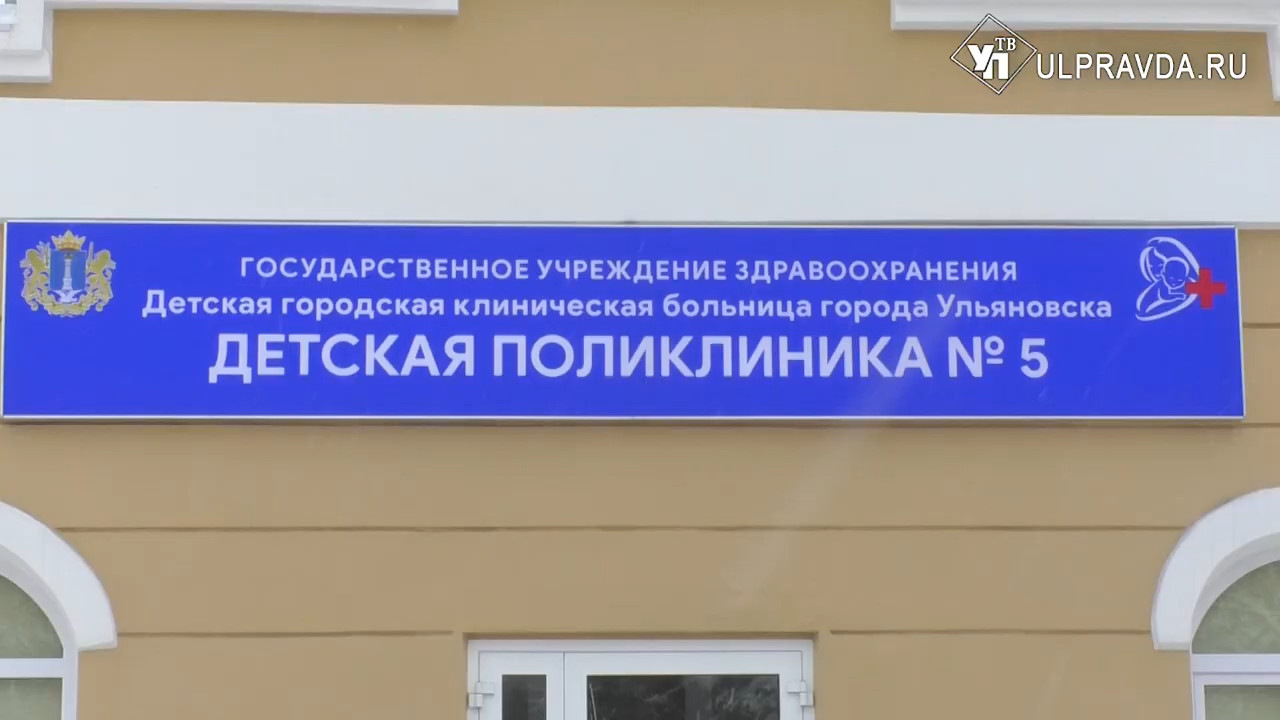 УП ТВ ULPRAVDA.RU
ГОСУДАРСТВЕННОЕ УЧРЕЖДЕНИЕ ЗДРАВООХРАНЕНИЯ
Детская городская клиническая больница города Ульяновска
ДЕТСКАЯ ПОЛИКЛИНИКА № 5